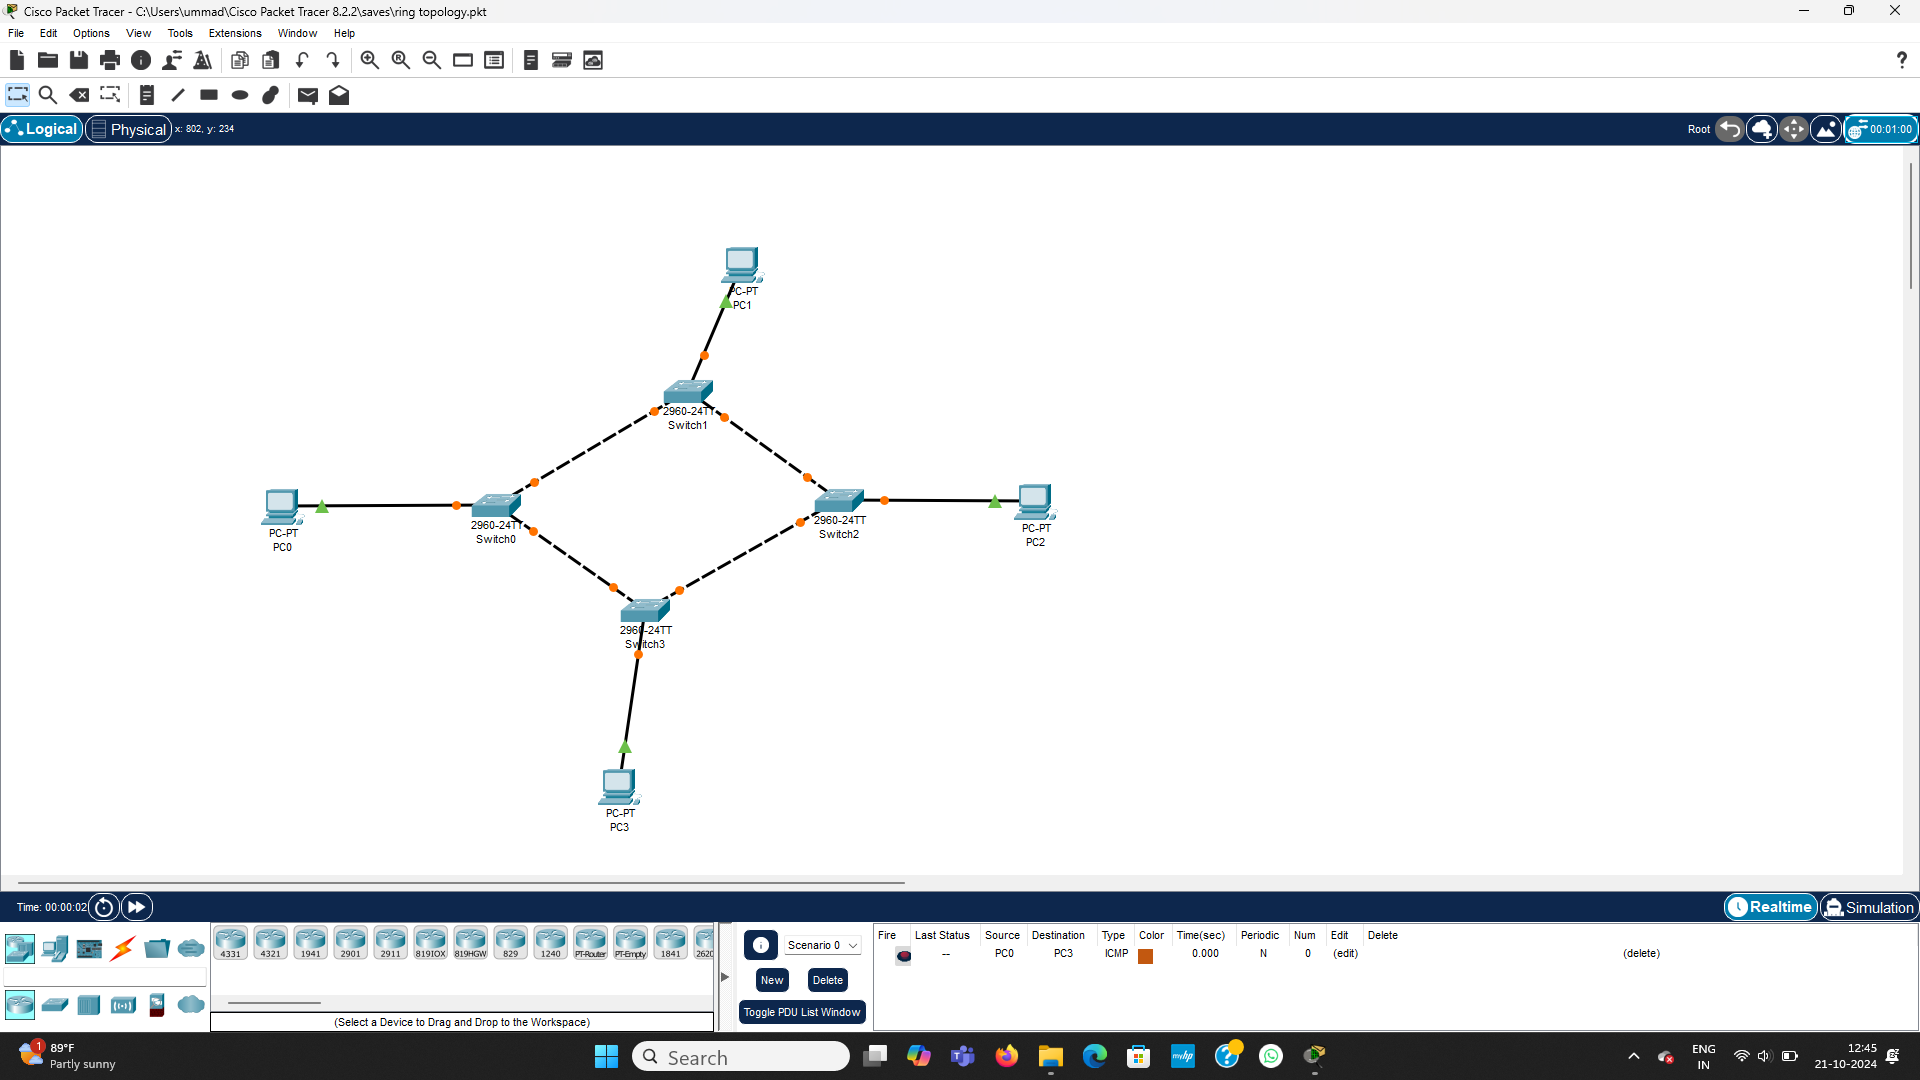 Cisco Packet Tracer - C:\Users\ummad\Cisco Packet Tracer 8.2.2\saves\ring topology.pkt
File Edit Options View Tools Extensions Window Help
Logical Physical x: 802, y: 234 Root 00:01:00
PC-PT
PC1
2960-24TT
Switch1
PC-PT
PC0
2960-24TT
Switch0
2960-24TT
Switch2
PC-PT
PC2
2960-24TT
Switch3
PC-PT
PC3
Time: 00:00:02 Realtime Simulation
4331 4321 1941 2901 2911 819IOX 819HGW 829 1240 PT-Router PT-Empty 1841 2620
(Select a Device to Drag and Drop to the Workspace)
Scenario 0
New Delete
Toggle PDU List Window
Fire Last Status Source Destination Type Color Time(sec) Periodic Num Edit Delete
-- PC0 PC3 ICMP 0.000 N 0 (edit) (delete)
1
89°F
Partly sunny
Search
myhp
ENG
IN
12:45
21-10-2024